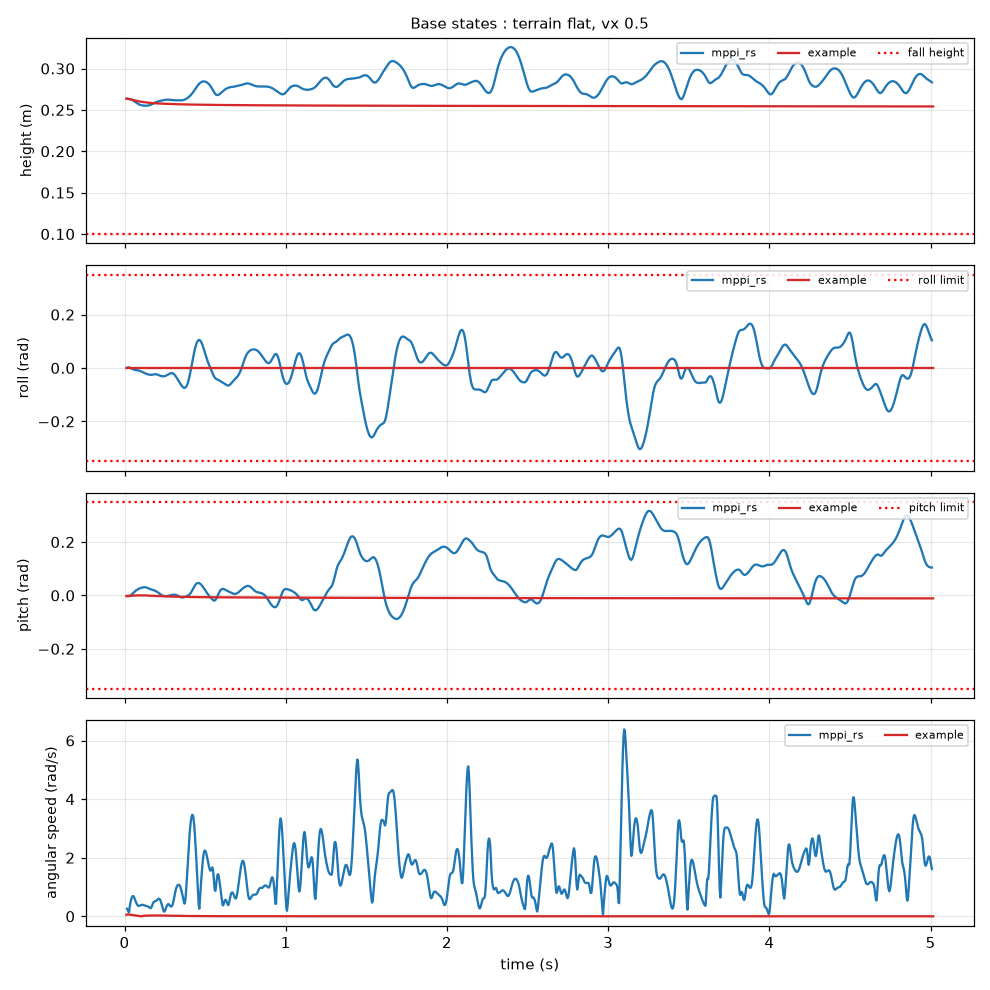 Base states : terrain flat, vx 0.5
height (m)
0.30
0.25
0.20
0.15
0.10
mppi_rs example fall height
roll (rad)
0.2
0.0
−0.2
mppi_rs example roll limit
pitch (rad)
0.2
0.0
−0.2
mppi_rs example pitch limit
angular speed (rad/s)
6
4
2
0
mppi_rs example
0 1 2 3 4 5
time (s)